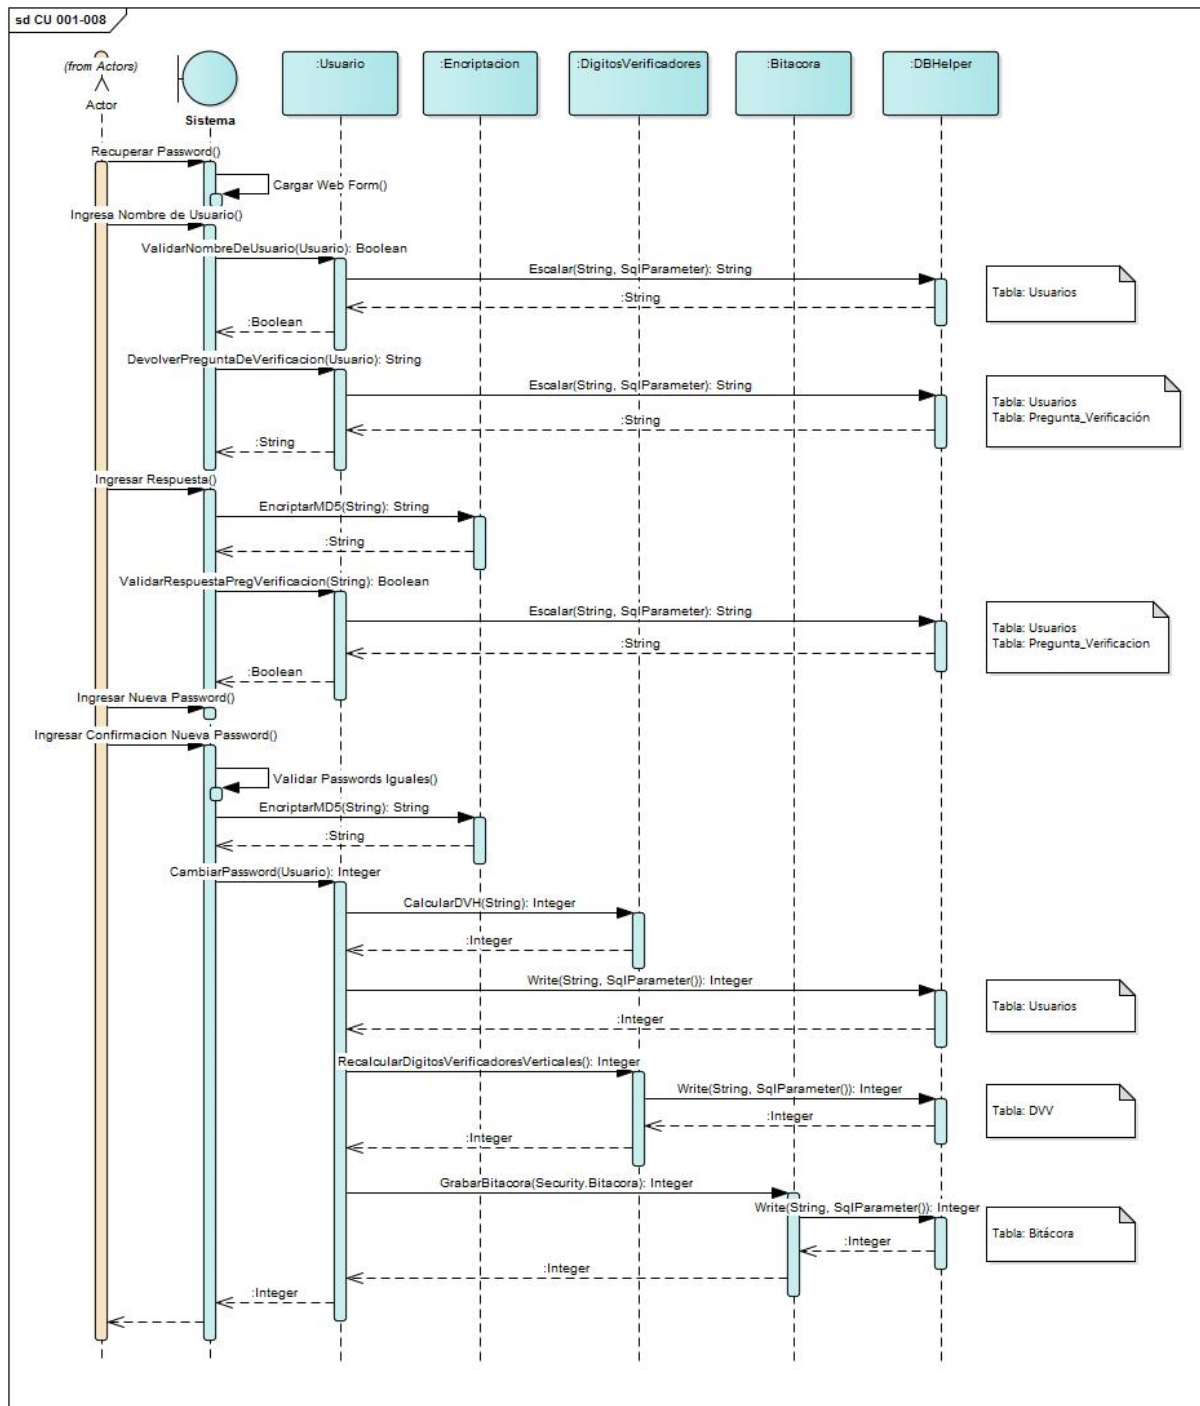 sd CU 001-008
(from Actors)
Actor
Sistema
:Usuario
:Encriptacion
:DigitosVerificadores
:Bitacora
:DBHelper
Recuperar Password()
Cargar Web Form()
Ingresa Nombre de Usuario()
ValidarNombreDeUsuario(Usuario): Boolean
Escalar(String, SqlParameter): String
Tabla: Usuarios
:String
:Boolean
DevolverPreguntaDeVerificacion(Usuario): String
Escalar(String, SqlParameter): String
Tabla: Usuarios
Tabla: Pregunta_Verificación
:String
:String
Ingresar Respuesta()
EncriptarMD5(String): String
:String
ValidarRespuestaPregVerificacion(String): Boolean
Escalar(String, SqlParameter): String
Tabla: Usuarios
Tabla: Pregunta_Verificacion
:String
:Boolean
Ingresar Nueva Password()
Ingresar Confirmacion Nueva Password()
Validar Passwords Iguales()
EncriptarMD5(String): String
:String
CambiarPassword(Usuario): Integer
CalcularDVH(String): Integer
:Integer
Write(String, SqlParameter()): Integer
Tabla: Usuarios
:Integer
RecalcularDigitosVerificadoresVerticales(): Integer
Write(String, SqlParameter()): Integer
Tabla: DVV
:Integer
:Integer
GrabarBitacora(Security.Bitacora): Integer
Write(String, SqlParameter()): Integer
Tabla: Bitácora
:Integer
:Integer
:Integer